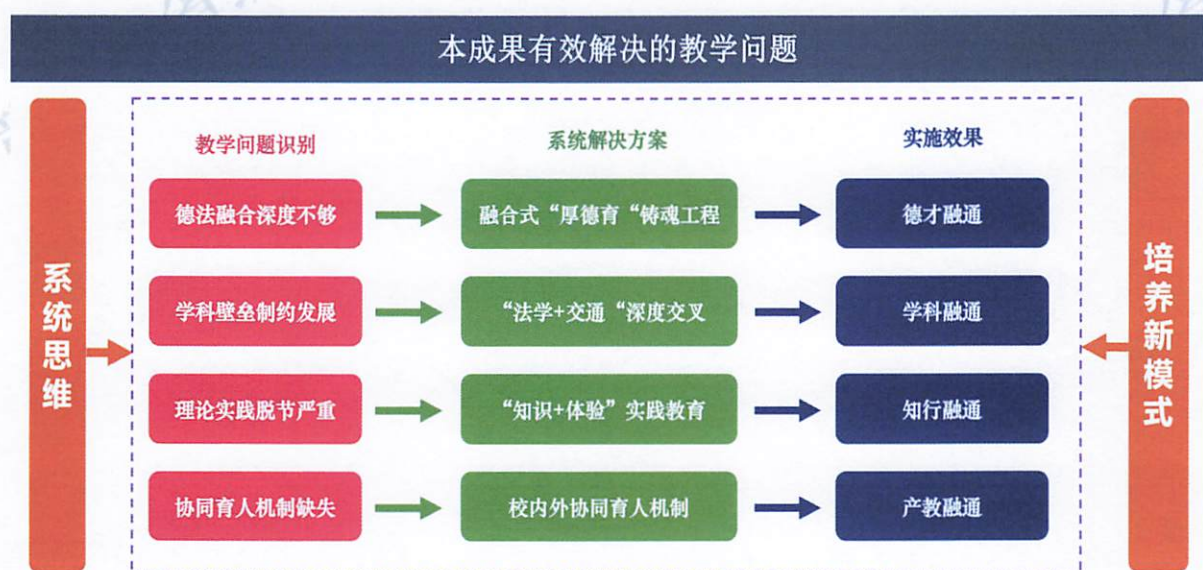 本成果有效解决的教学问题
系统思维
教学问题识别
系统解决方案
实施效果
德法融合深度不够
融合式“厚德育“铸魂工程
德才融通
学科壁垒制约发展
“法学+交通“深度交叉
学科融通
理论实践脱节严重
“知识+体验”实践教育
知行融通
协同育人机制缺失
校内外协同育人机制
产教融通
培养新模式